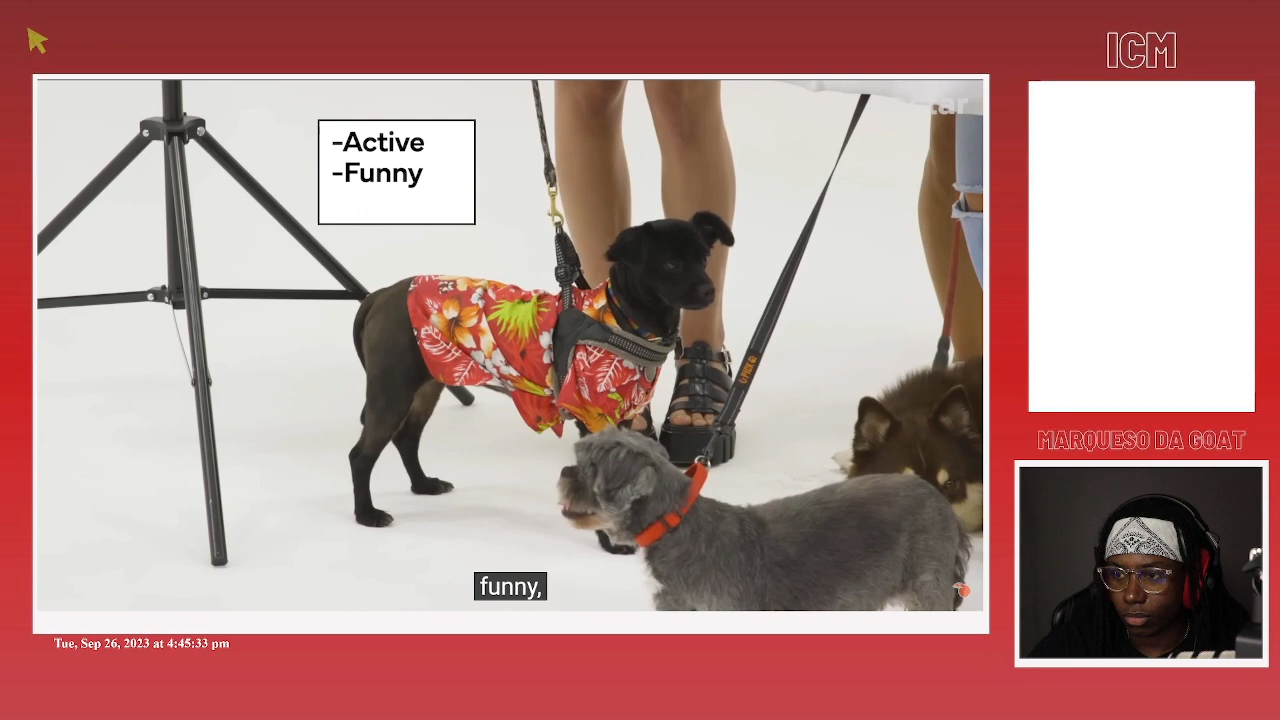 ICM
-Active
-Funny
funny,
MARQUESO DA GOAT
Tue, Sep 26, 2023 at 4:45:33 pm